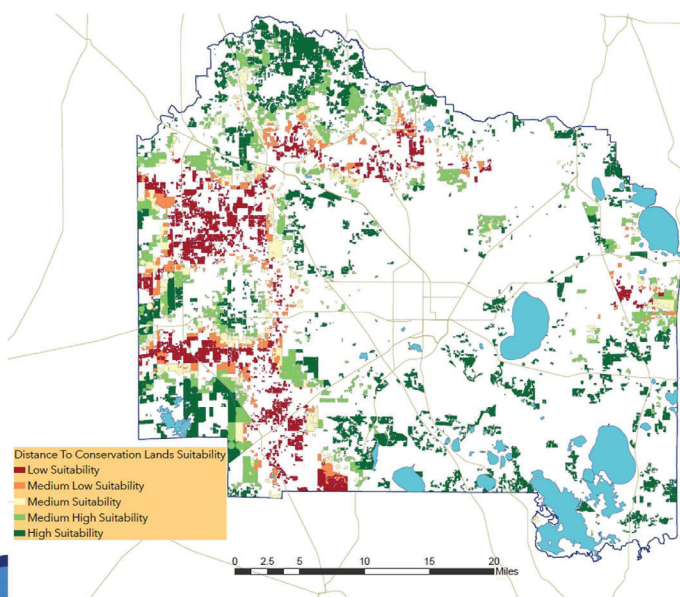 Distance To Conservation Lands Suitability
Low Suitability
Medium Low Suitability
Medium Suitability
Medium High Suitability
High Suitability
0 2.5 5 10 15 20
Miles